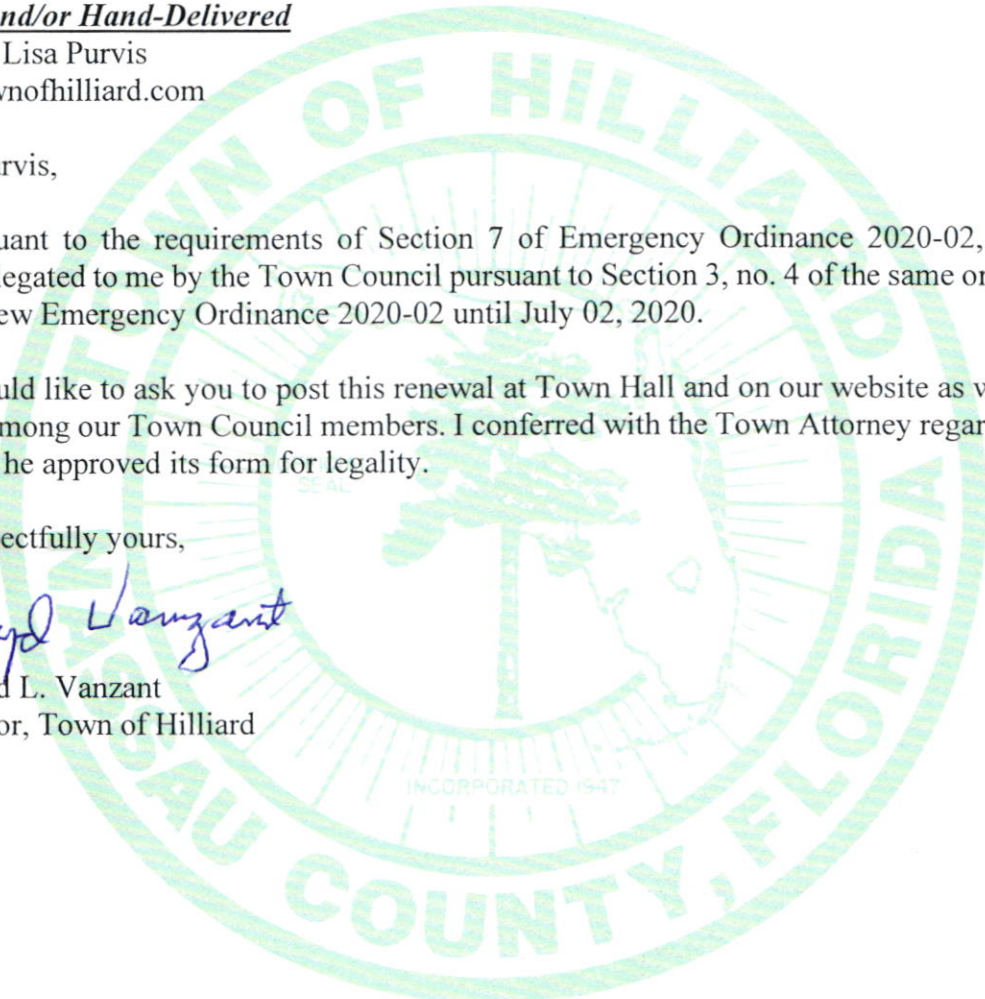 nd/or Hand-Delivered
Lisa Purvis
wnofhilliard.com
urvis,
uant to the requirements of Section 7 of Emergency Ordinance 2020-02,
legated to me by the Town Council pursuant to Section 3, no. 4 of the same or
ew Emergency Ordinance 2020-02 until July 02, 2020.
uld like to ask you to post this renewal at Town Hall and on our website as w
mong our Town Council members. I conferred with the Town Attorney regar
he approved its form for legality.
ectfully yours,
yd Vanzant
d L. Vanzant
or, Town of Hilliard
TOWN OF HILLIARD
SEAL
INCORPORATED 1947
NASSAU COUNTY, FLORIDA